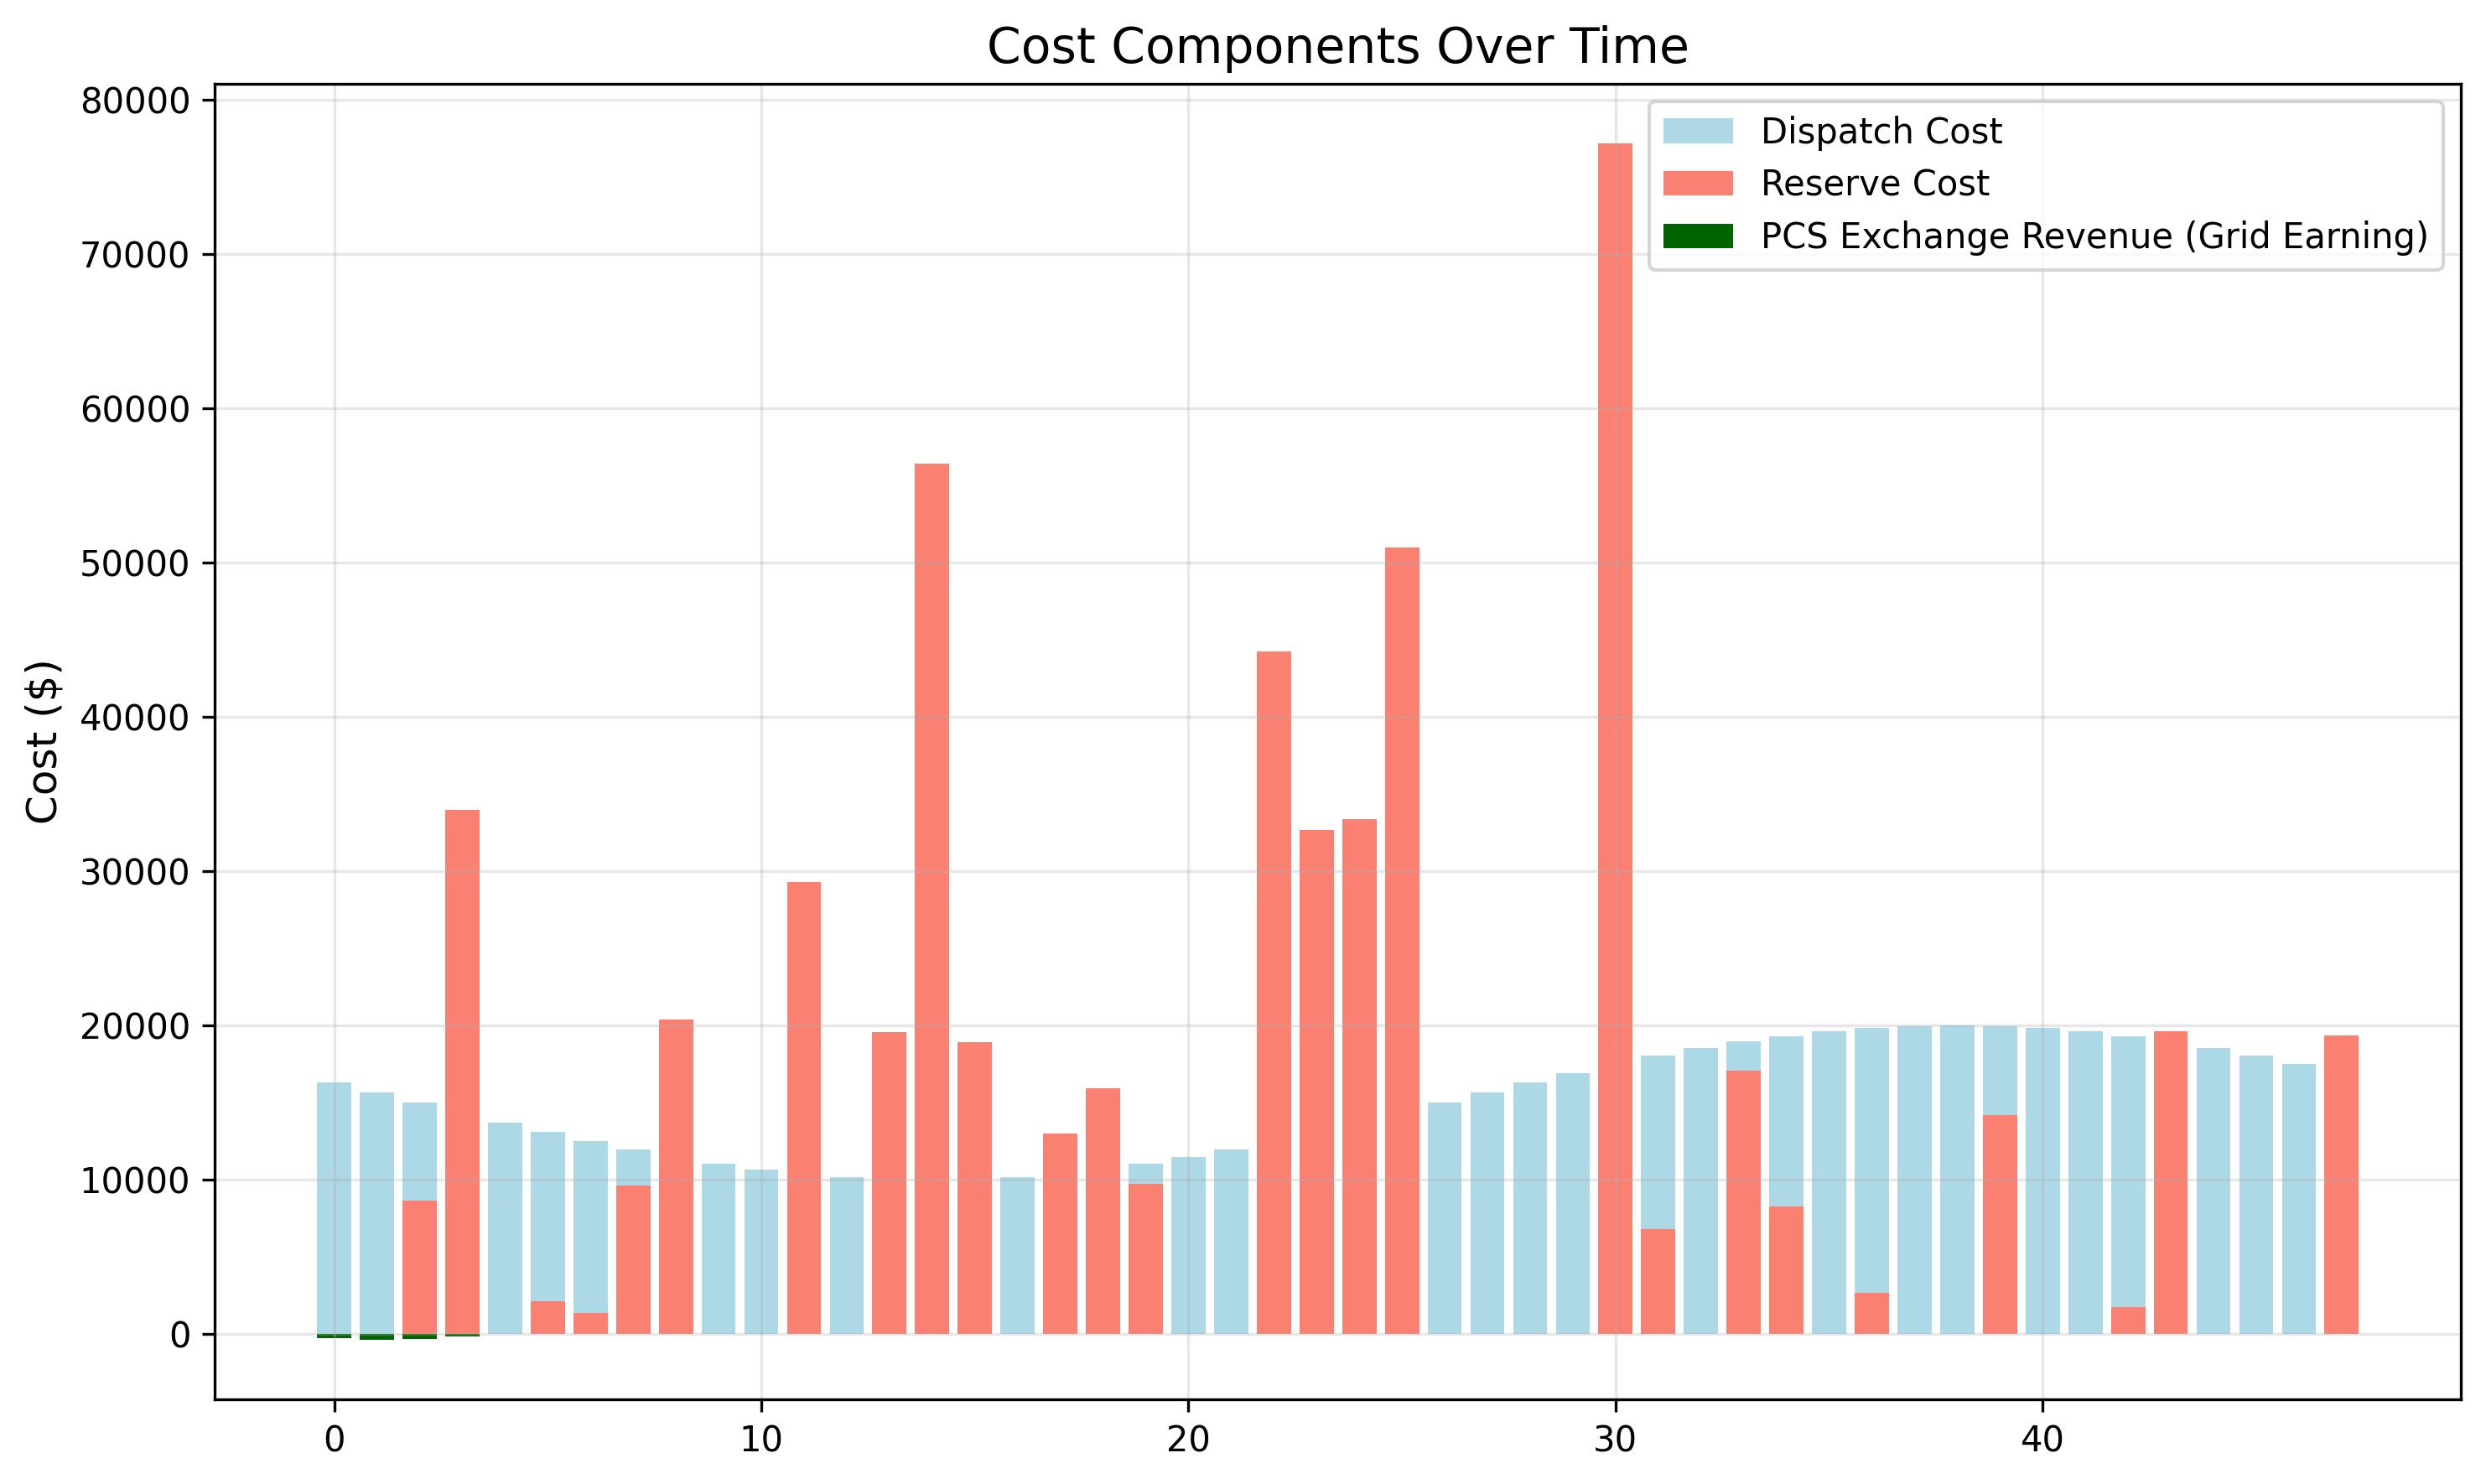 Cost Components Over Time
80000
70000
60000
50000
40000
30000
20000
10000
0
Cost ($)
Dispatch Cost
Reserve Cost
PCS Exchange Revenue (Grid Earning)
0 10 20 30 40